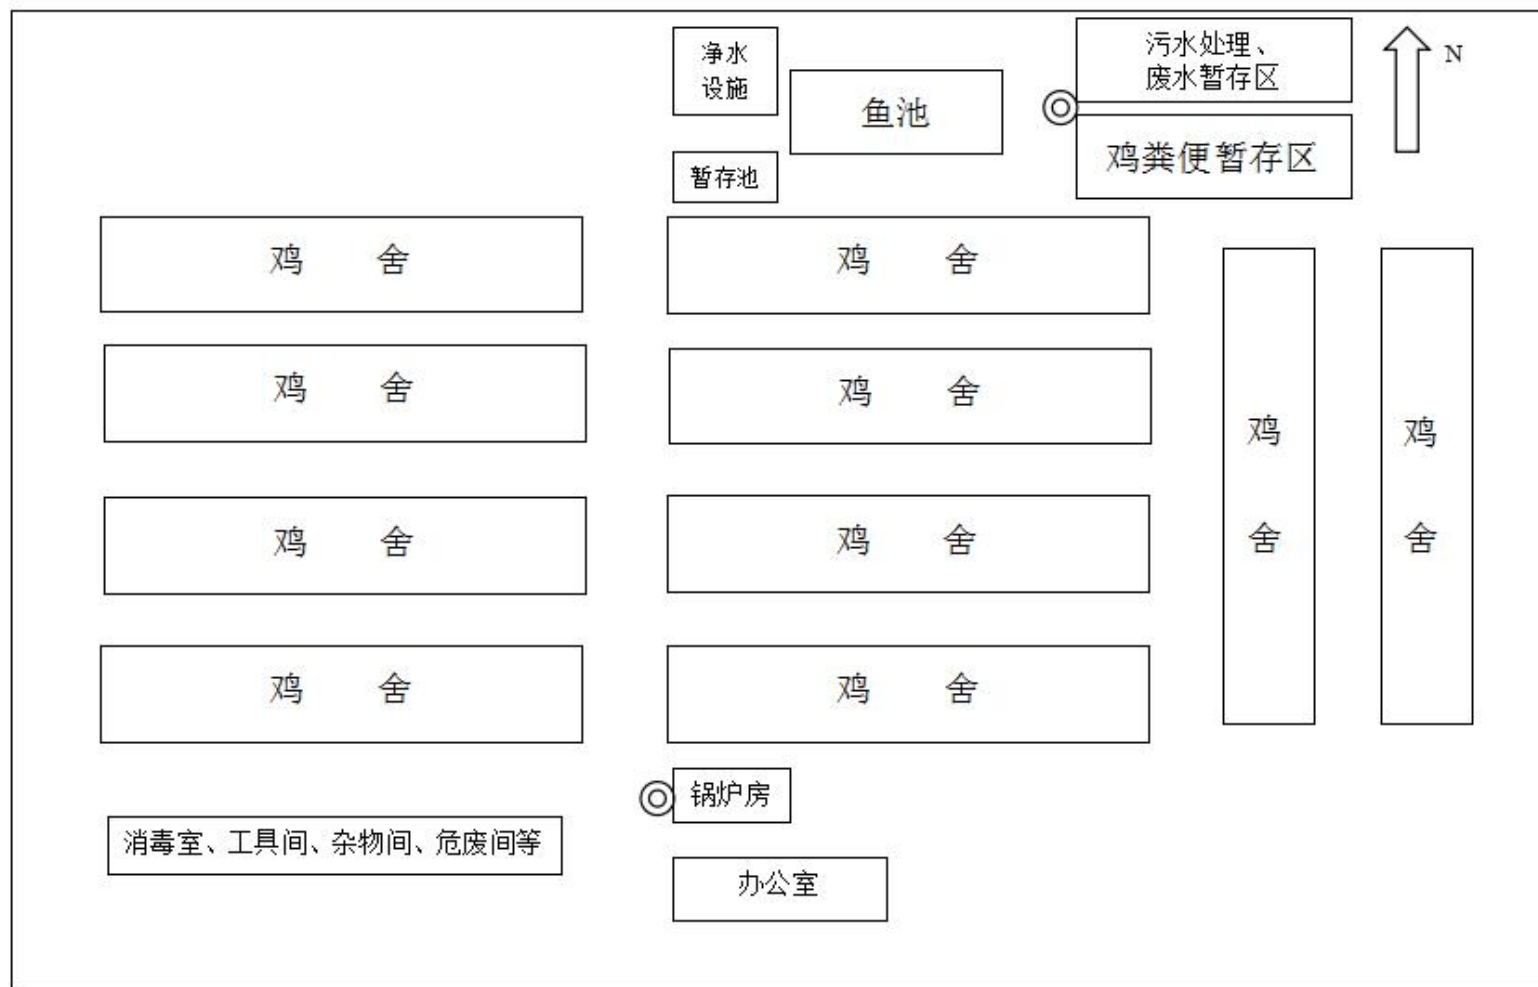 净水
设施
鱼池
污水处理、
废水暂存区
N
暂存池
鸡粪便暂存区
鸡 舍
鸡 舍
鸡 舍
鸡 舍
鸡 舍
鸡 舍
鸡 舍
鸡 舍
鸡
舍
鸡
舍
锅炉房
消毒室、工具间、杂物间、危废间等
办公室